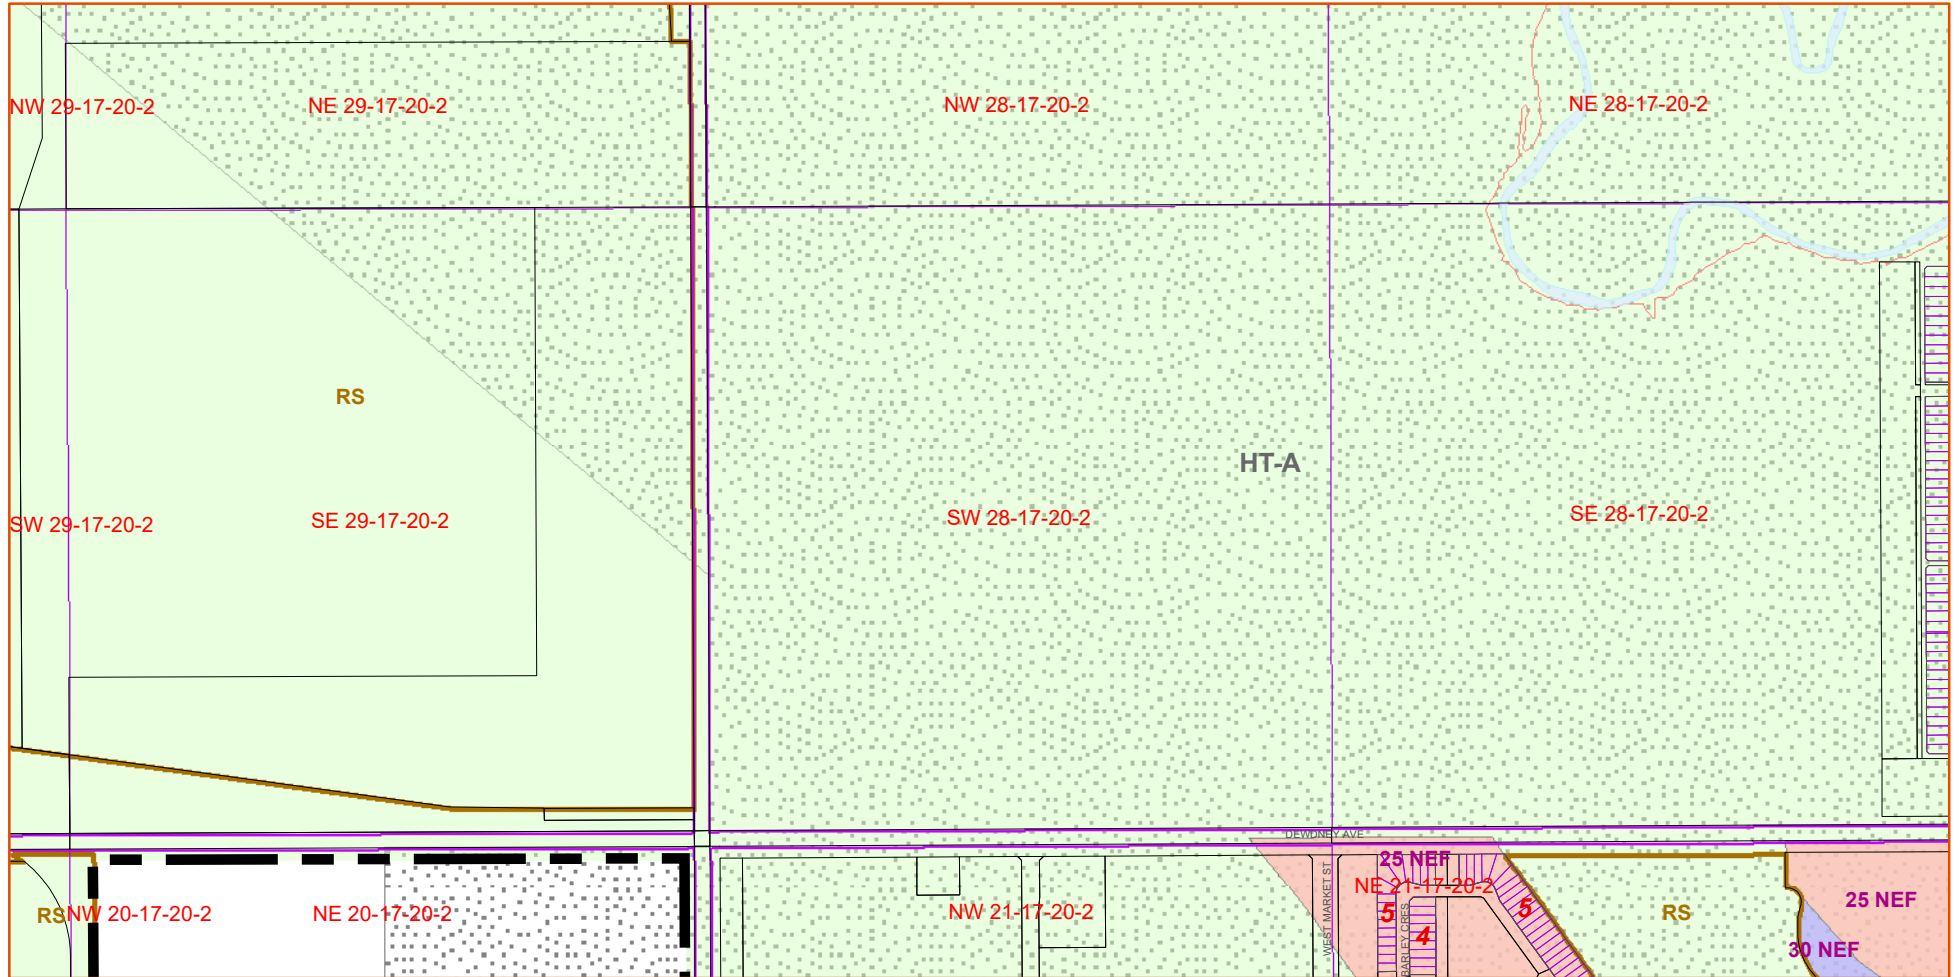 NW 29-17-20-2
NE 29-17-20-2
NW 28-17-20-2
NE 28-17-20-2
RS
HT-A
SW 29-17-20-2
SE 29-17-20-2
SW 28-17-20-2
SE 28-17-20-2
DEWDNEY AVE
25 NEF
NE 21-17-20-2
WEST MARKET ST
BARLEY CRES
5
5
4
RS
NW 20-17-20-2
NE 20-17-20-2
NW 21-17-20-2
RS
25 NEF
30 NEF